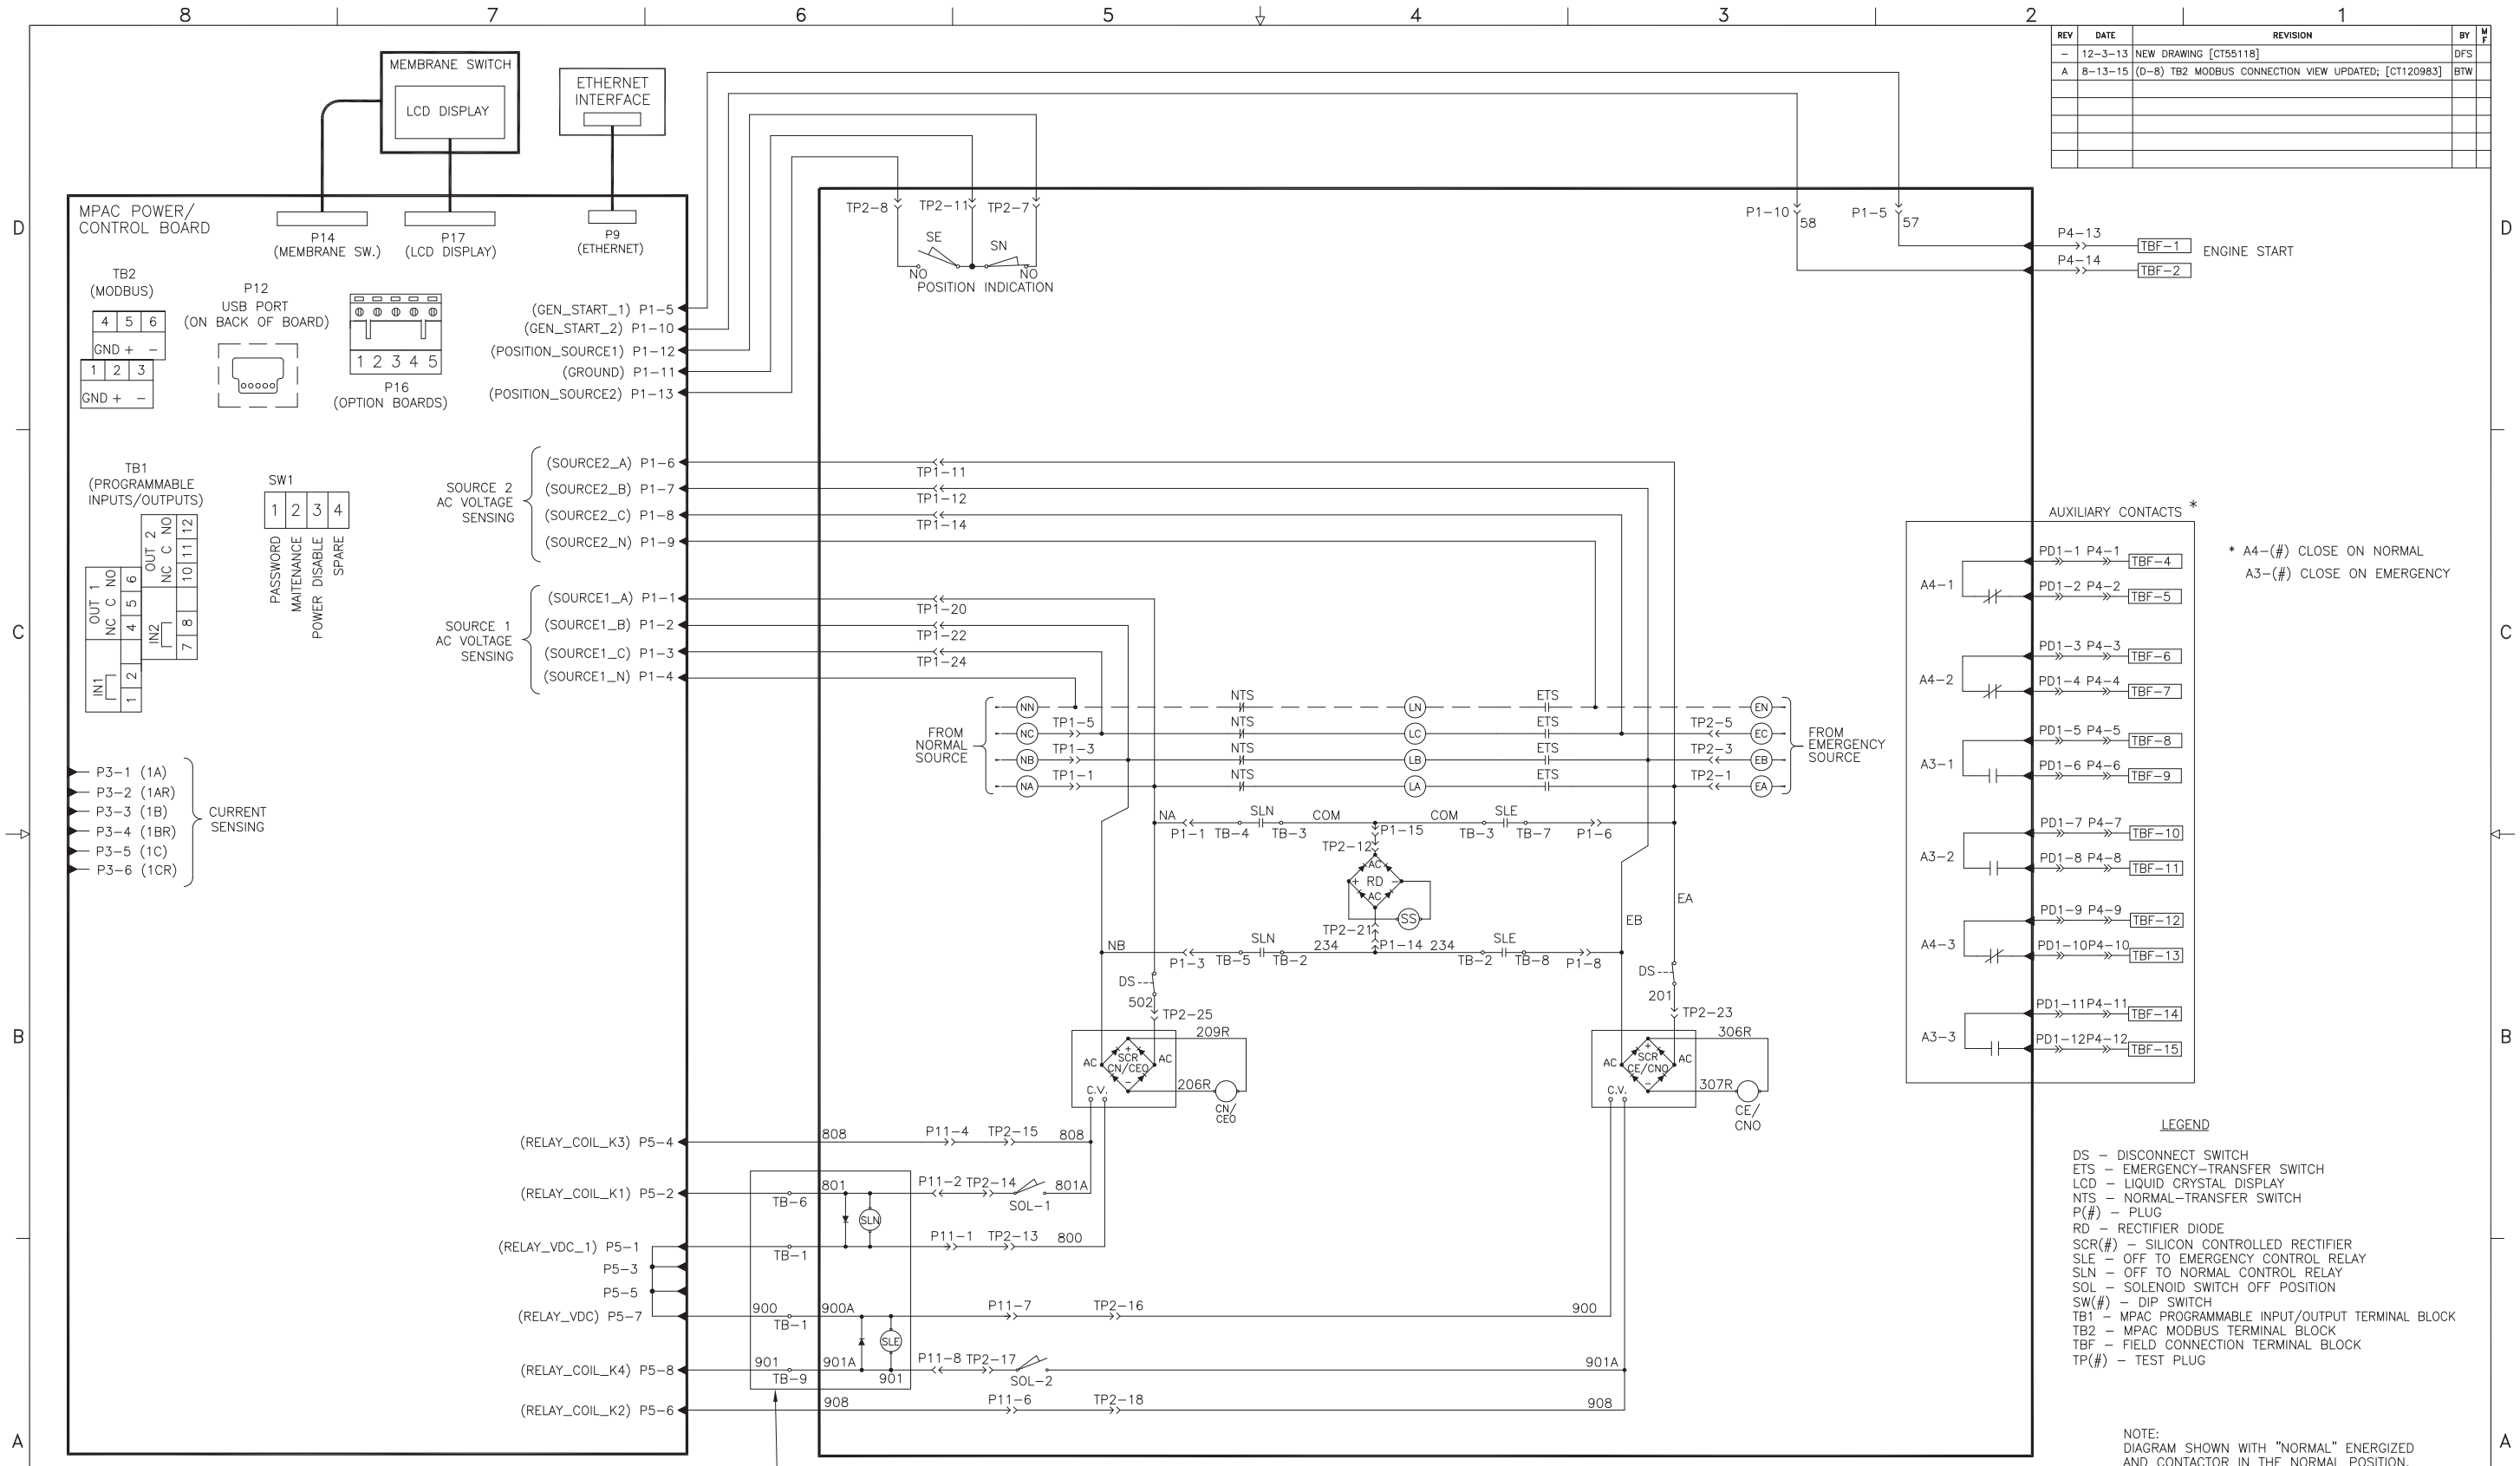 8 7 6 5 4 3 2 1
REV DATE REVISION BY M F
– 12-3-13 NEW DRAWING [CT55118] DFS
A 8-13-15 (D-8) TB2 MODBUS CONNECTION VIEW UPDATED; [CT120983] BTW
D
C
B
A
D
C
B
A
MEMBRANE SWITCH
LCD DISPLAY
ETHERNET
INTERFACE
MPAC POWER/
CONTROL BOARD
P14
(MEMBRANE SW.)
P17
(LCD DISPLAY)
P9
(ETHERNET)
TB2
(MODBUS)
4 5 6
GND + –
1 2 3
GND + –
P12
USB PORT
(ON BACK OF BOARD)
1 2 3 4 5
P16
(OPTION BOARDS)
(GEN_START_1) P1-5
(GEN_START_2) P1-10
(POSITION_SOURCE1) P1-12
(GROUND) P1-11
(POSITION_SOURCE2) P1-13
TB1
(PROGRAMMABLE
INPUTS/OUTPUTS)
OUT 2
NC C NO
10 11 12
IN2
7 8
OUT 1
NC C NO
4 5 6
IN1
1 2
SW1
1 2 3 4
PASSWORD
MAITENANCE
POWER DISABLE
SPARE
SOURCE 2
AC VOLTAGE
SENSING
(SOURCE2_A) P1-6
(SOURCE2_B) P1-7
(SOURCE2_C) P1-8
(SOURCE2_N) P1-9
SOURCE 1
AC VOLTAGE
SENSING
(SOURCE1_A) P1-1
(SOURCE1_B) P1-2
(SOURCE1_C) P1-3
(SOURCE1_N) P1-4
P3-1 (1A)
P3-2 (1AR)
P3-3 (1B)
P3-4 (1BR)
P3-5 (1C)
P3-6 (1CR)
CURRENT
SENSING
(RELAY_COIL_K3) P5-4
(RELAY_COIL_K1) P5-2
(RELAY_VDC_1) P5-1
P5-3
P5-5
(RELAY_VDC) P5-7
(RELAY_COIL_K4) P5-8
(RELAY_COIL_K2) P5-6
TP2-8 TP2-11 TP2-7
SE SN
NO NO
POSITION INDICATION
P1-10 58 P1-5 57
P4-13 TBF-1
P4-14 TBF-2
ENGINE START
TP1-11
TP1-12
TP1-14
TP1-20
TP1-22
TP1-24
FROM
NORMAL
SOURCE
NN NTS LN ETS EN
NC TP1-5 NTS LC ETS TP2-5 EC
NB TP1-3 NTS LB ETS TP2-3 EB
NA TP1-1 NTS LA ETS TP2-1 EA
FROM
EMERGENCY
SOURCE
NA P1-1 TB-4 SLN TB-3 COM P1-15 COM TB-3 SLE TB-7 P1-6
TP2-12
AC
+ RD –
AC
SS
TP2-21
NB P1-3 TB-5 SLN TB-2 234 P1-14 234 TB-2 SLE TB-8 P1-8
EB EA
DS
502
TP2-25
209R
AC + SCR AC
CN/CEO
–
206R
C.V.
CN/
CEO
DS
201
TP2-23
306R
AC + SCR AC
CE/CNO
–
307R
C.V.
CE/
CNO
808 P11-4 TP2-15 808
801 P11-2 TP2-14 801A
TB-6 SOL-1
SLN
P11-1 TP2-13 800
TB-1
900 900A P11-7 TP2-16 900
TB-1
SLE
901 901A P11-8 TP2-17 901A
TB-9 901 SOL-2
908 P11-6 TP2-18 908
AUXILIARY CONTACTS *
* A4-(#) CLOSE ON NORMAL
A3-(#) CLOSE ON EMERGENCY
A4-1
PD1-1 P4-1 TBF-4
PD1-2 P4-2 TBF-5
A4-2
PD1-3 P4-3 TBF-6
PD1-4 P4-4 TBF-7
A3-1
PD1-5 P4-5 TBF-8
PD1-6 P4-6 TBF-9
A3-2
PD1-7 P4-7 TBF-10
PD1-8 P4-8 TBF-11
A4-3
PD1-9 P4-9 TBF-12
PD1-10 P4-10 TBF-13
A3-3
PD1-11 P4-11 TBF-14
PD1-12 P4-12 TBF-15
LEGEND
DS – DISCONNECT SWITCH
ETS – EMERGENCY-TRANSFER SWITCH
LCD – LIQUID CRYSTAL DISPLAY
NTS – NORMAL-TRANSFER SWITCH
P(#) – PLUG
RD – RECTIFIER DIODE
SCR(#) – SILICON CONTROLLED RECTIFIER
SLE – OFF TO EMERGENCY CONTROL RELAY
SLN – OFF TO NORMAL CONTROL RELAY
SOL – SOLENOID SWITCH OFF POSITION
SW(#) – DIP SWITCH
TB1 – MPAC PROGRAMMABLE INPUT/OUTPUT TERMINAL BLOCK
TB2 – MPAC MODBUS TERMINAL BLOCK
TBF – FIELD CONNECTION TERMINAL BLOCK
TP(#) – TEST PLUG
NOTE:
DIAGRAM SHOWN WITH "NORMAL" ENERGIZED
AND CONTACTOR IN THE NORMAL POSITION.